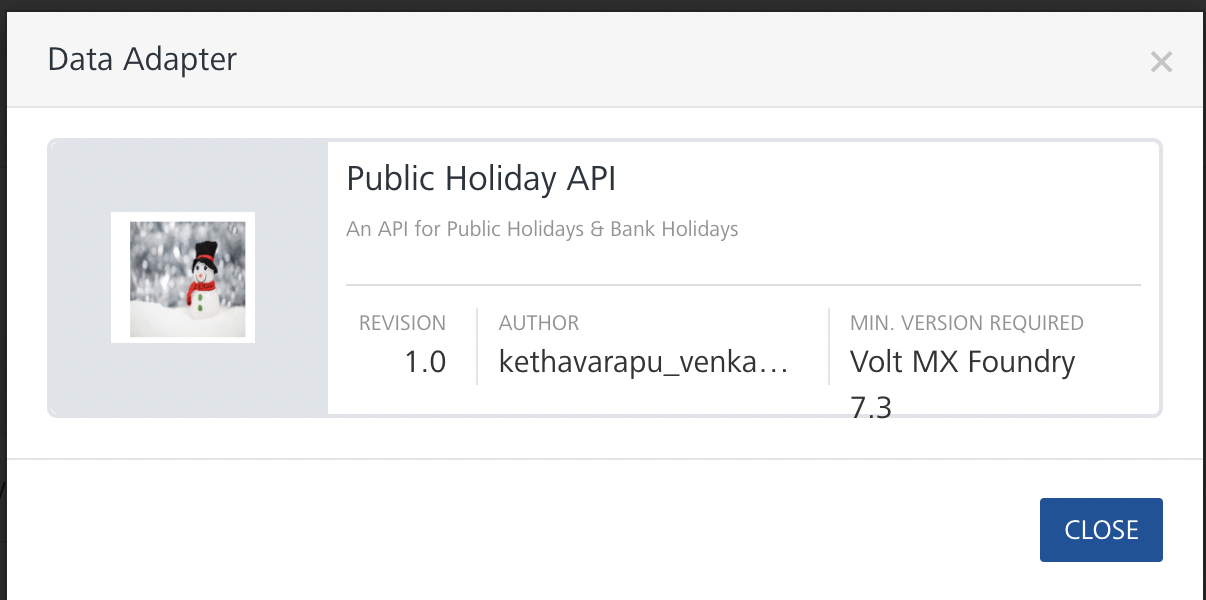 Data Adapter
Public Holiday API
An API for Public Holidays & Bank Holidays
REVISION
1.0
AUTHOR
kethavarapu_venka...
MIN. VERSION REQUIRED
Volt MX Foundry
7.3
CLOSE